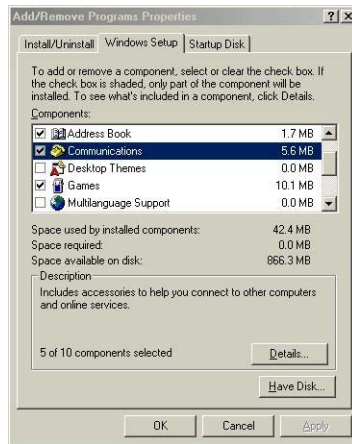 Add/Remove Programs Properties
Install/Uninstall Windows Setup Startup Disk
To add or remove a component, select or clear the check box. If
the check box is shaded, only part of the component will be
installed. To see what's included in a component, click Details.
Components:
Address Book 1.7 MB
Communications 5.6 MB
Desktop Themes 0.0 MB
Games 10.1 MB
Multilanguage Support 0.0 MB
Space used by installed components: 42.4 MB
Space required: 0.0 MB
Space available on disk: 866.3 MB
Description
Includes accessories to help you connect to other computers
and online services.
5 of 10 components selected
Details...
Have Disk...
OK Cancel Apply